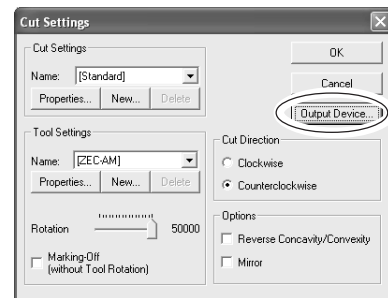 Cut Settings
Cut Settings
Name: [Standard]
Properties... New... Delete
Tool Settings
Name: [ZEC-AM]
Properties... New... Delete
Rotation 50000
Marking-Off
(without Tool Rotation)
OK
Cancel
Output Device...
Cut Direction
Clockwise
Counterclockwise
Options
Reverse Concavity/Convexity
Mirror